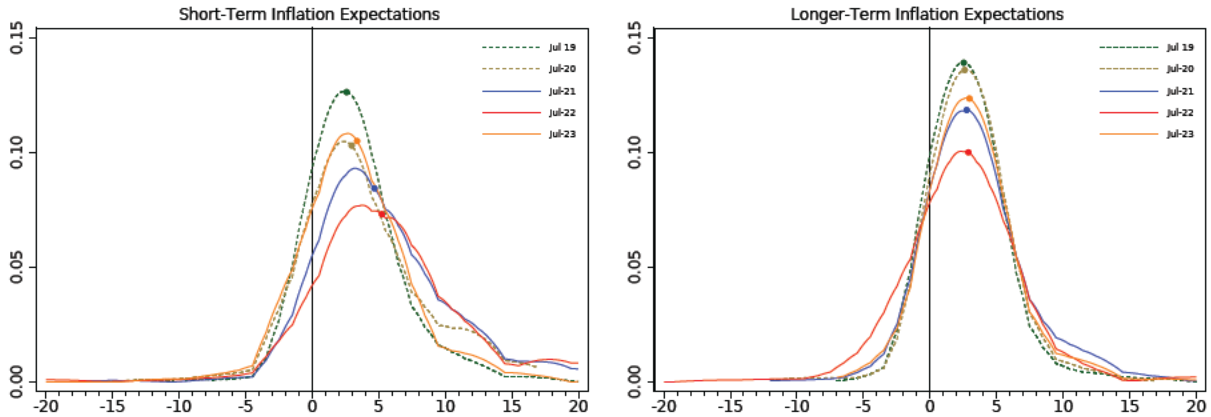 Short-Term Inflation Expectations
0.15
0.10
0.05
0.00
Jul 19
Jul-20
Jul-21
Jul-22
Jul-23
-20 -15 -10 -5 0 5 10 15 20
Longer-Term Inflation Expectations
0.15
0.10
0.05
0.00
Jul 19
Jul-20
Jul-21
Jul-22
Jul-23
-20 -15 -10 -5 0 5 10 15 20